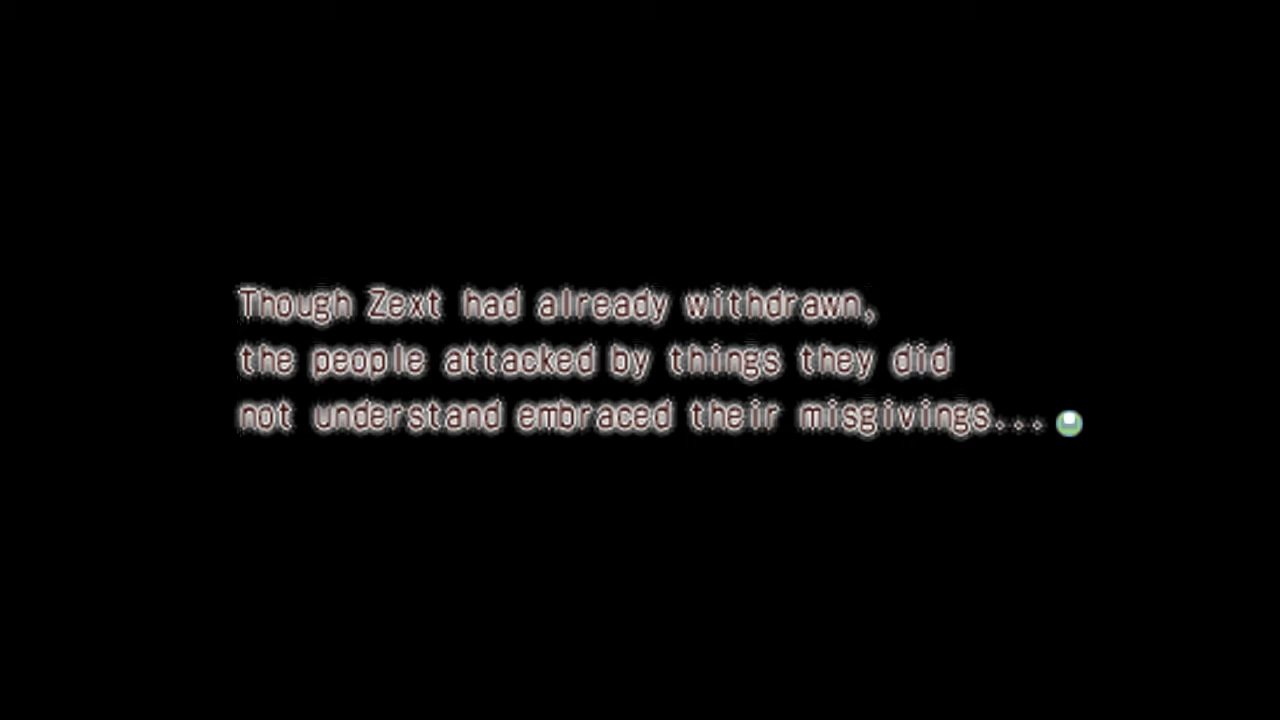 Though Zext had already withdrawn,
the people attacked by things they did
not understand embraced their misgivings...